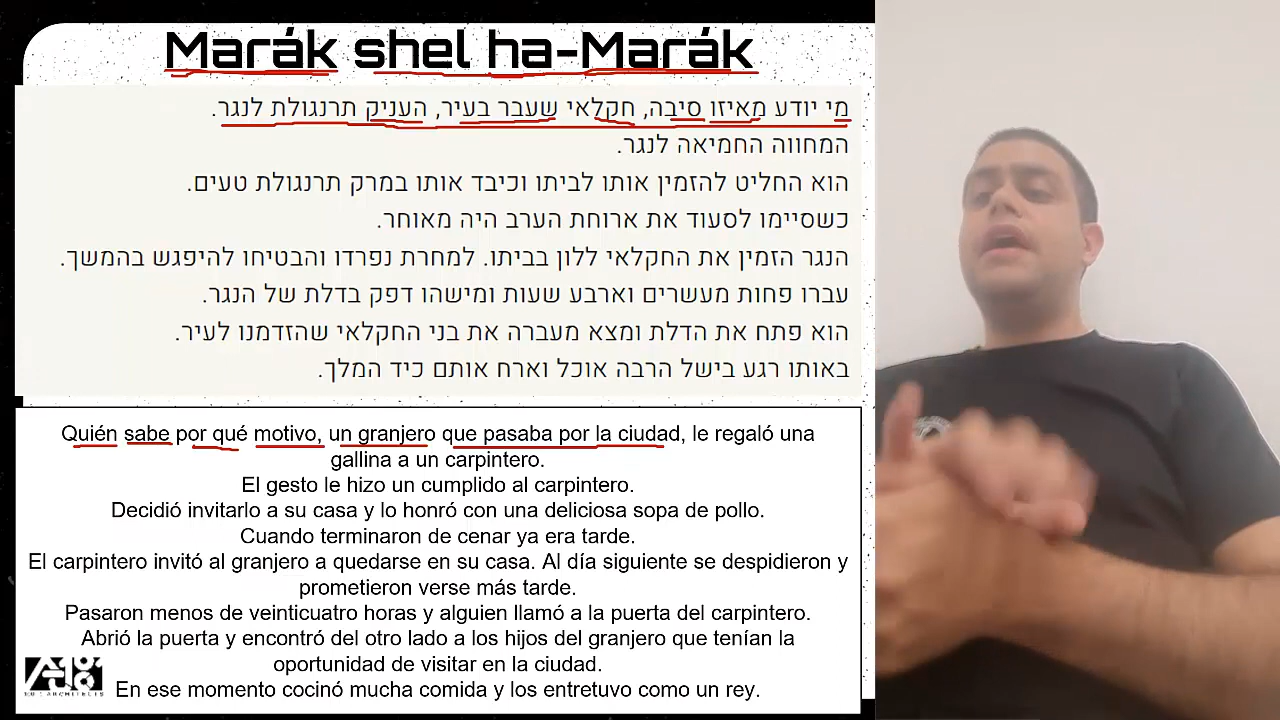 Marák shel ha-Marák
מי יודע מאיזו סיבה, חקלאי שעבר בעיר, העניק תרנגולת לנגר.
המחווה החמיאה לנגר.
הוא החליט להזמין אותו לביתו וכיבד אותו במרק תרנגולת טעים.
כשסיימו לסעוד את ארוחת הערב היה מאוחר.
הנגר הזמין את החקלאי ללון בביתו. למחרת נפרדו והבטיחו להיפגש בהמשך.
עברו פחות מעשרים וארבע שעות ומישהו דפק בדלת של הנגר.
הוא פתח את הדלת ומצא מעברה את בני החקלאי שהזדמנו לעיר.
באותו רגע בישל הרבה אוכל וארח אותם כיד המלך.
Quién sabe por qué motivo, un granjero que pasaba por la ciudad, le regaló una
gallina a un carpintero.
El gesto le hizo un cumplido al carpintero.
Decidió invitarlo a su casa y lo honró con una deliciosa sopa de pollo.
Cuando terminaron de cenar ya era tarde.
El carpintero invitó al granjero a quedarse en su casa. Al día siguiente se despidieron y
prometieron verse más tarde.
Pasaron menos de veinticuatro horas y alguien llamó a la puerta del carpintero.
Abrió la puerta y encontró del otro lado a los hijos del granjero que tenían la
oportunidad de visitar en la ciudad.
En ese momento cocinó mucha comida y los entretuvo como un rey.